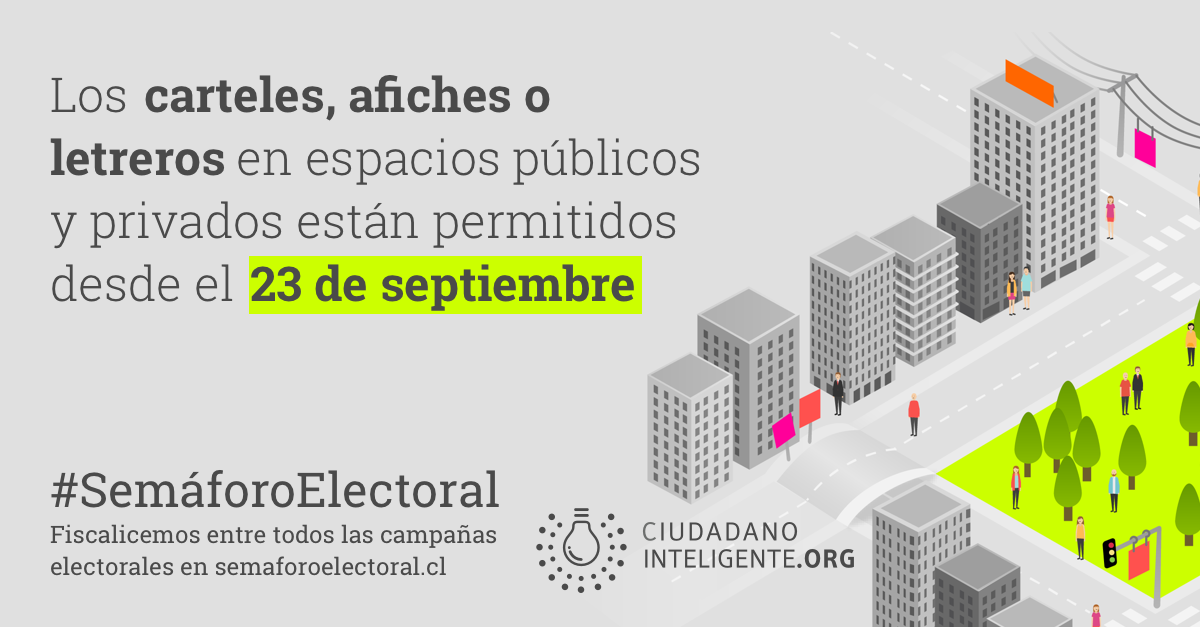 Los carteles, afiches o
letreros en espacios públicos
y privados están permitidos
desde el 23 de septiembre
#SemáforoElectoral
Fiscalicemos entre todos las campañas
electorales en semaforoelectoral.cl
CIUDADANO
INTELIGENTE.ORG